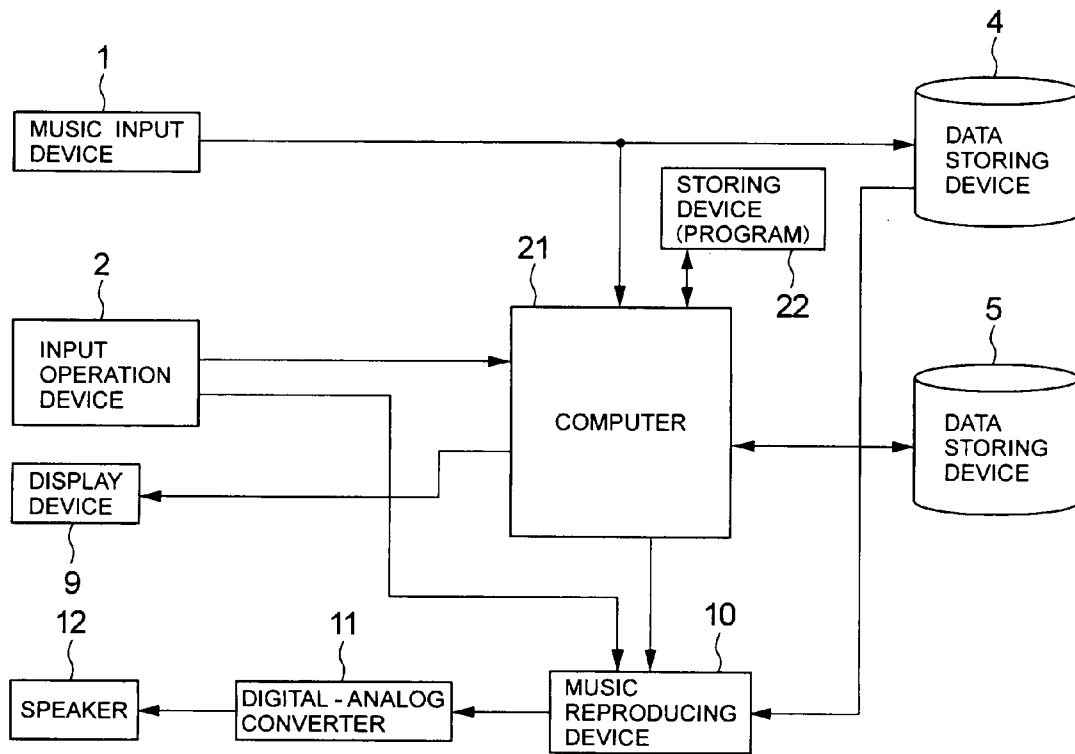 1
MUSIC INPUT
DEVICE
4
DATA
STORING
DEVICE
STORING
DEVICE
(PROGRAM)
22
2
INPUT
OPERATION
DEVICE
21
COMPUTER
5
DATA
STORING
DEVICE
DISPLAY
DEVICE
9
12
SPEAKER
11
DIGITAL - ANALOG
CONVERTER
10
MUSIC
REPRODUCING
DEVICE